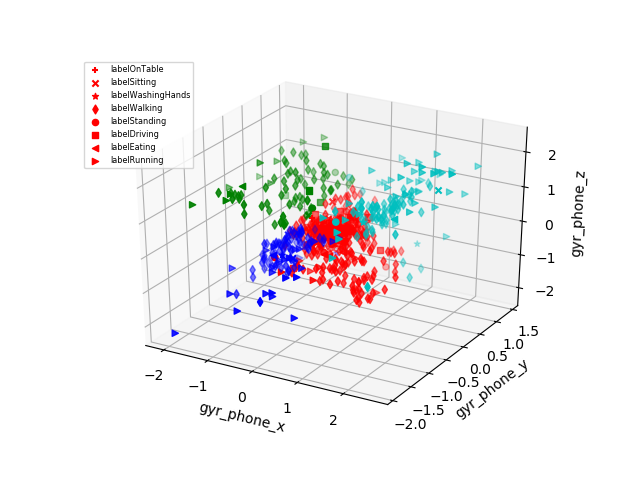 labelOnTable
labelSitting
labelWashingHands
labelWalking
labelStanding
labelDriving
labelEating
labelRunning
2
1
0
−1
−2
gyr_phone_z
−2
−1
0
1
2
gyr_phone_x
−2.0
−1.5
−1.0
−0.5
0.0
0.5
1.0
1.5
gyr_phone_y